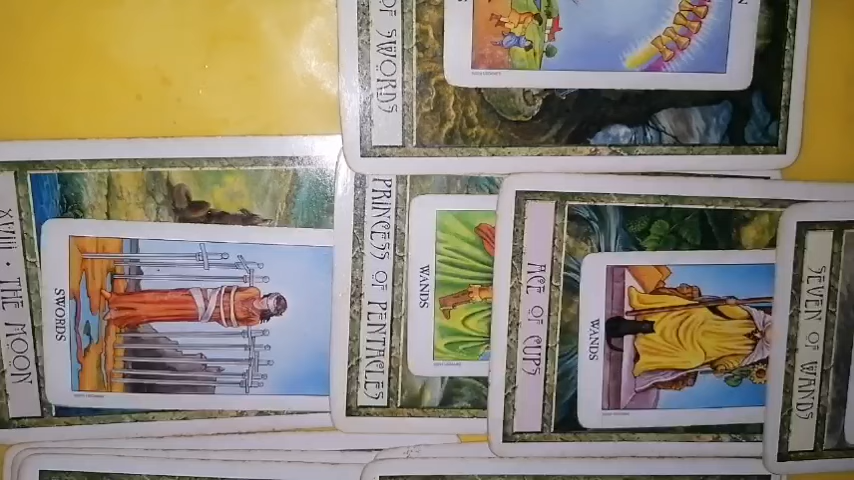 OF SWORDS
XVIII · THE MOON
SWORDS
PRINCESS OF PENTACLES
WANDS
ACE OF CUPS
WANDS
SEVEN OF WANDS